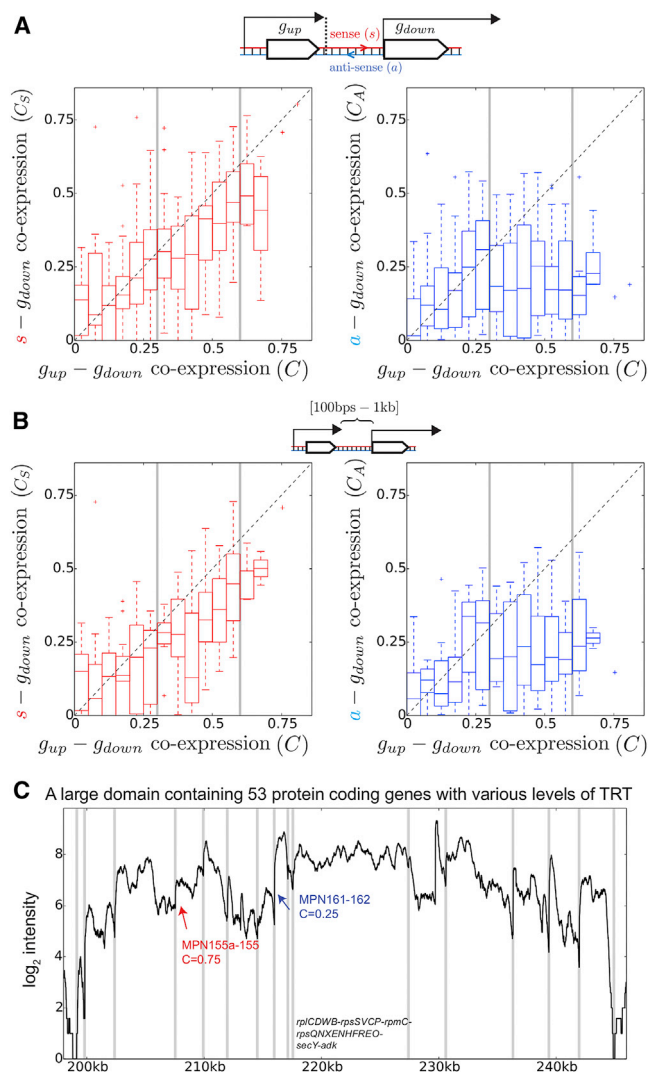 A
g_up
sense (s)
g_down
anti-sense (a)
s − g_down co-expression (C_S)
0.75
0.5
0.25
0
0
0.25
0.5
0.75
g_up − g_down co-expression (C)
a − g_down co-expression (C_A)
0.75
0.5
0.25
0
0
0.25
0.5
0.75
g_up − g_down co-expression (C)
B
[100bps − 1kb]
s − g_down co-expression (C_S)
0.75
0.5
0.25
0
0
0.25
0.5
0.75
g_up − g_down co-expression (C)
a − g_down co-expression (C_A)
0.75
0.5
0.25
0
0
0.25
0.5
0.75
g_up − g_down co-expression (C)
C
A large domain containing 53 protein coding genes with various levels of TRT
log2 intensity
8
6
4
2
0
MPN161-162
C=0.25
MPN155a-155
C=0.75
rplCDWB-rpsSVCP-rpmC-
rpsQNXENHFREO-
secY-adk
200kb
210kb
220kb
230kb
240kb